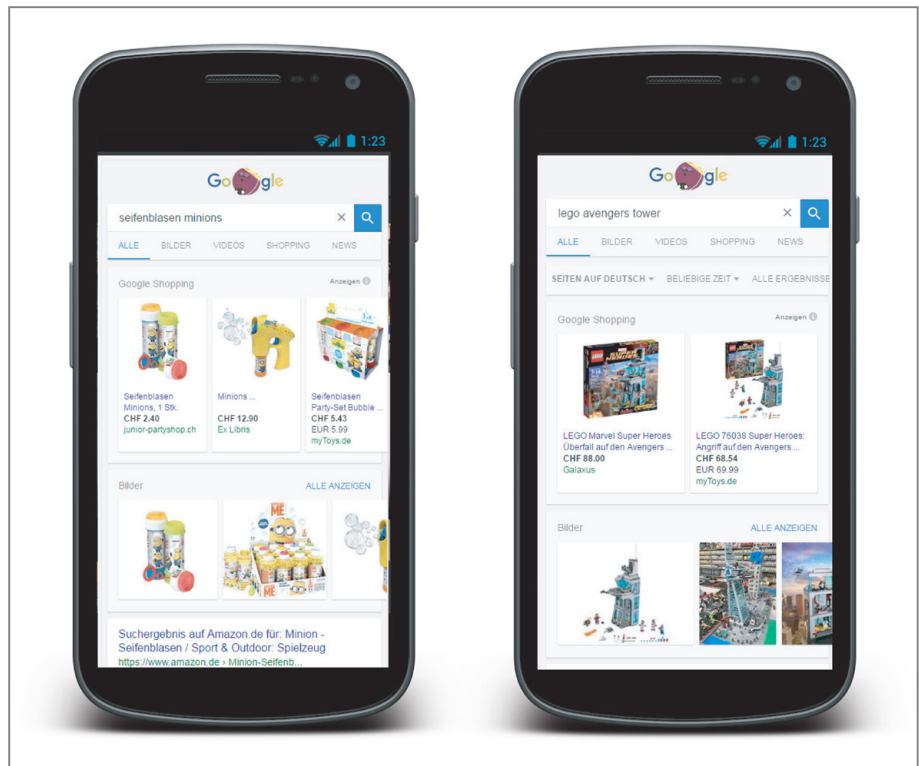 1:23
Google
seifenblasen minions
ALLE BILDER VIDEOS SHOPPING NEWS
Google Shopping Anzeigen
Seifenblasen
Minions, 1 Stk.
CHF 2.40
junior-partyshop.ch
Minions ...
CHF 12.90
Ex Libris
Seifenblasen
Party-Set Bubble ...
CHF 5.43
EUR 5.99
myToys.de
Bilder ALLE ANZEIGEN
ME
Suchergebnis auf Amazon.de für: Minion -
Seifenblasen / Sport & Outdoor: Spielzeug
https://www.amazon.de › Minion-Seifenb...
1:23
Google
lego avengers tower
ALLE BILDER VIDEOS SHOPPING NEWS
SEITEN AUF DEUTSCH BELIEBIGE ZEIT ALLE ERGEBNISSE
Google Shopping Anzeigen
LEGO
SUPER
HEROES
LEGO Marvel Super Heroes
Überfall auf den Avengers ...
CHF 88.00
Galaxus
LEGO 76038 Super Heroes:
Angriff auf den Avengers ...
CHF 68.54
EUR 69.99
myToys.de
Bilder ALLE ANZEIGEN